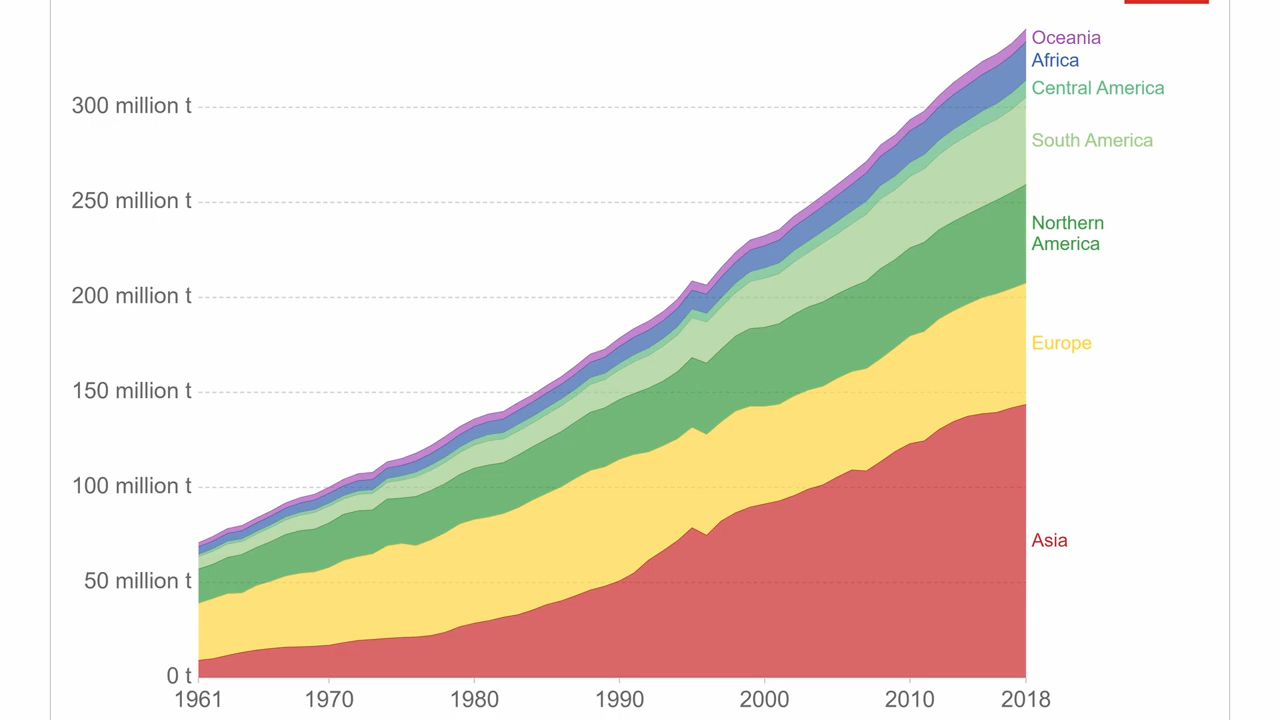 Oceania
Africa
Central America
South America
Northern
America
Europe
Asia
300 million t
250 million t
200 million t
150 million t
100 million t
50 million t
0 t
1961 1970 1980 1990 2000 2010 2018